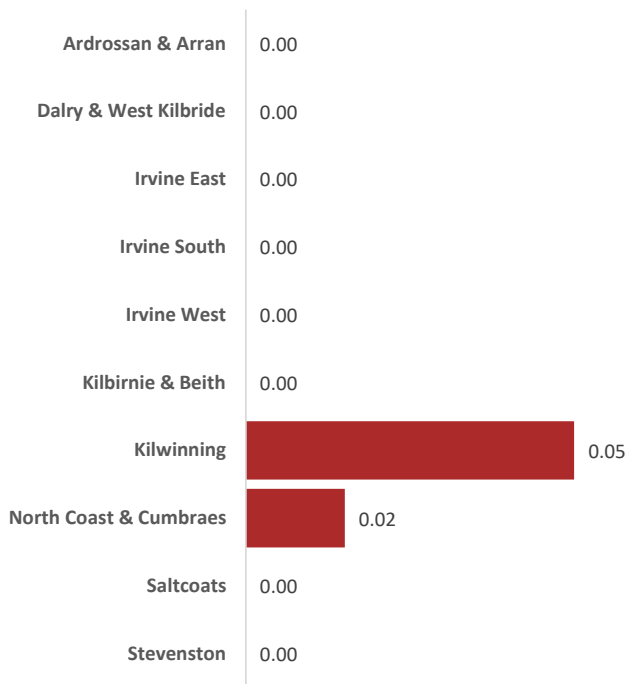 Ardrossan & Arran 0.00
Dalry & West Kilbride 0.00
Irvine East 0.00
Irvine South 0.00
Irvine West 0.00
Kilbirnie & Beith 0.00
Kilwinning 0.05
North Coast & Cumbraes 0.02
Saltcoats 0.00
Stevenston 0.00